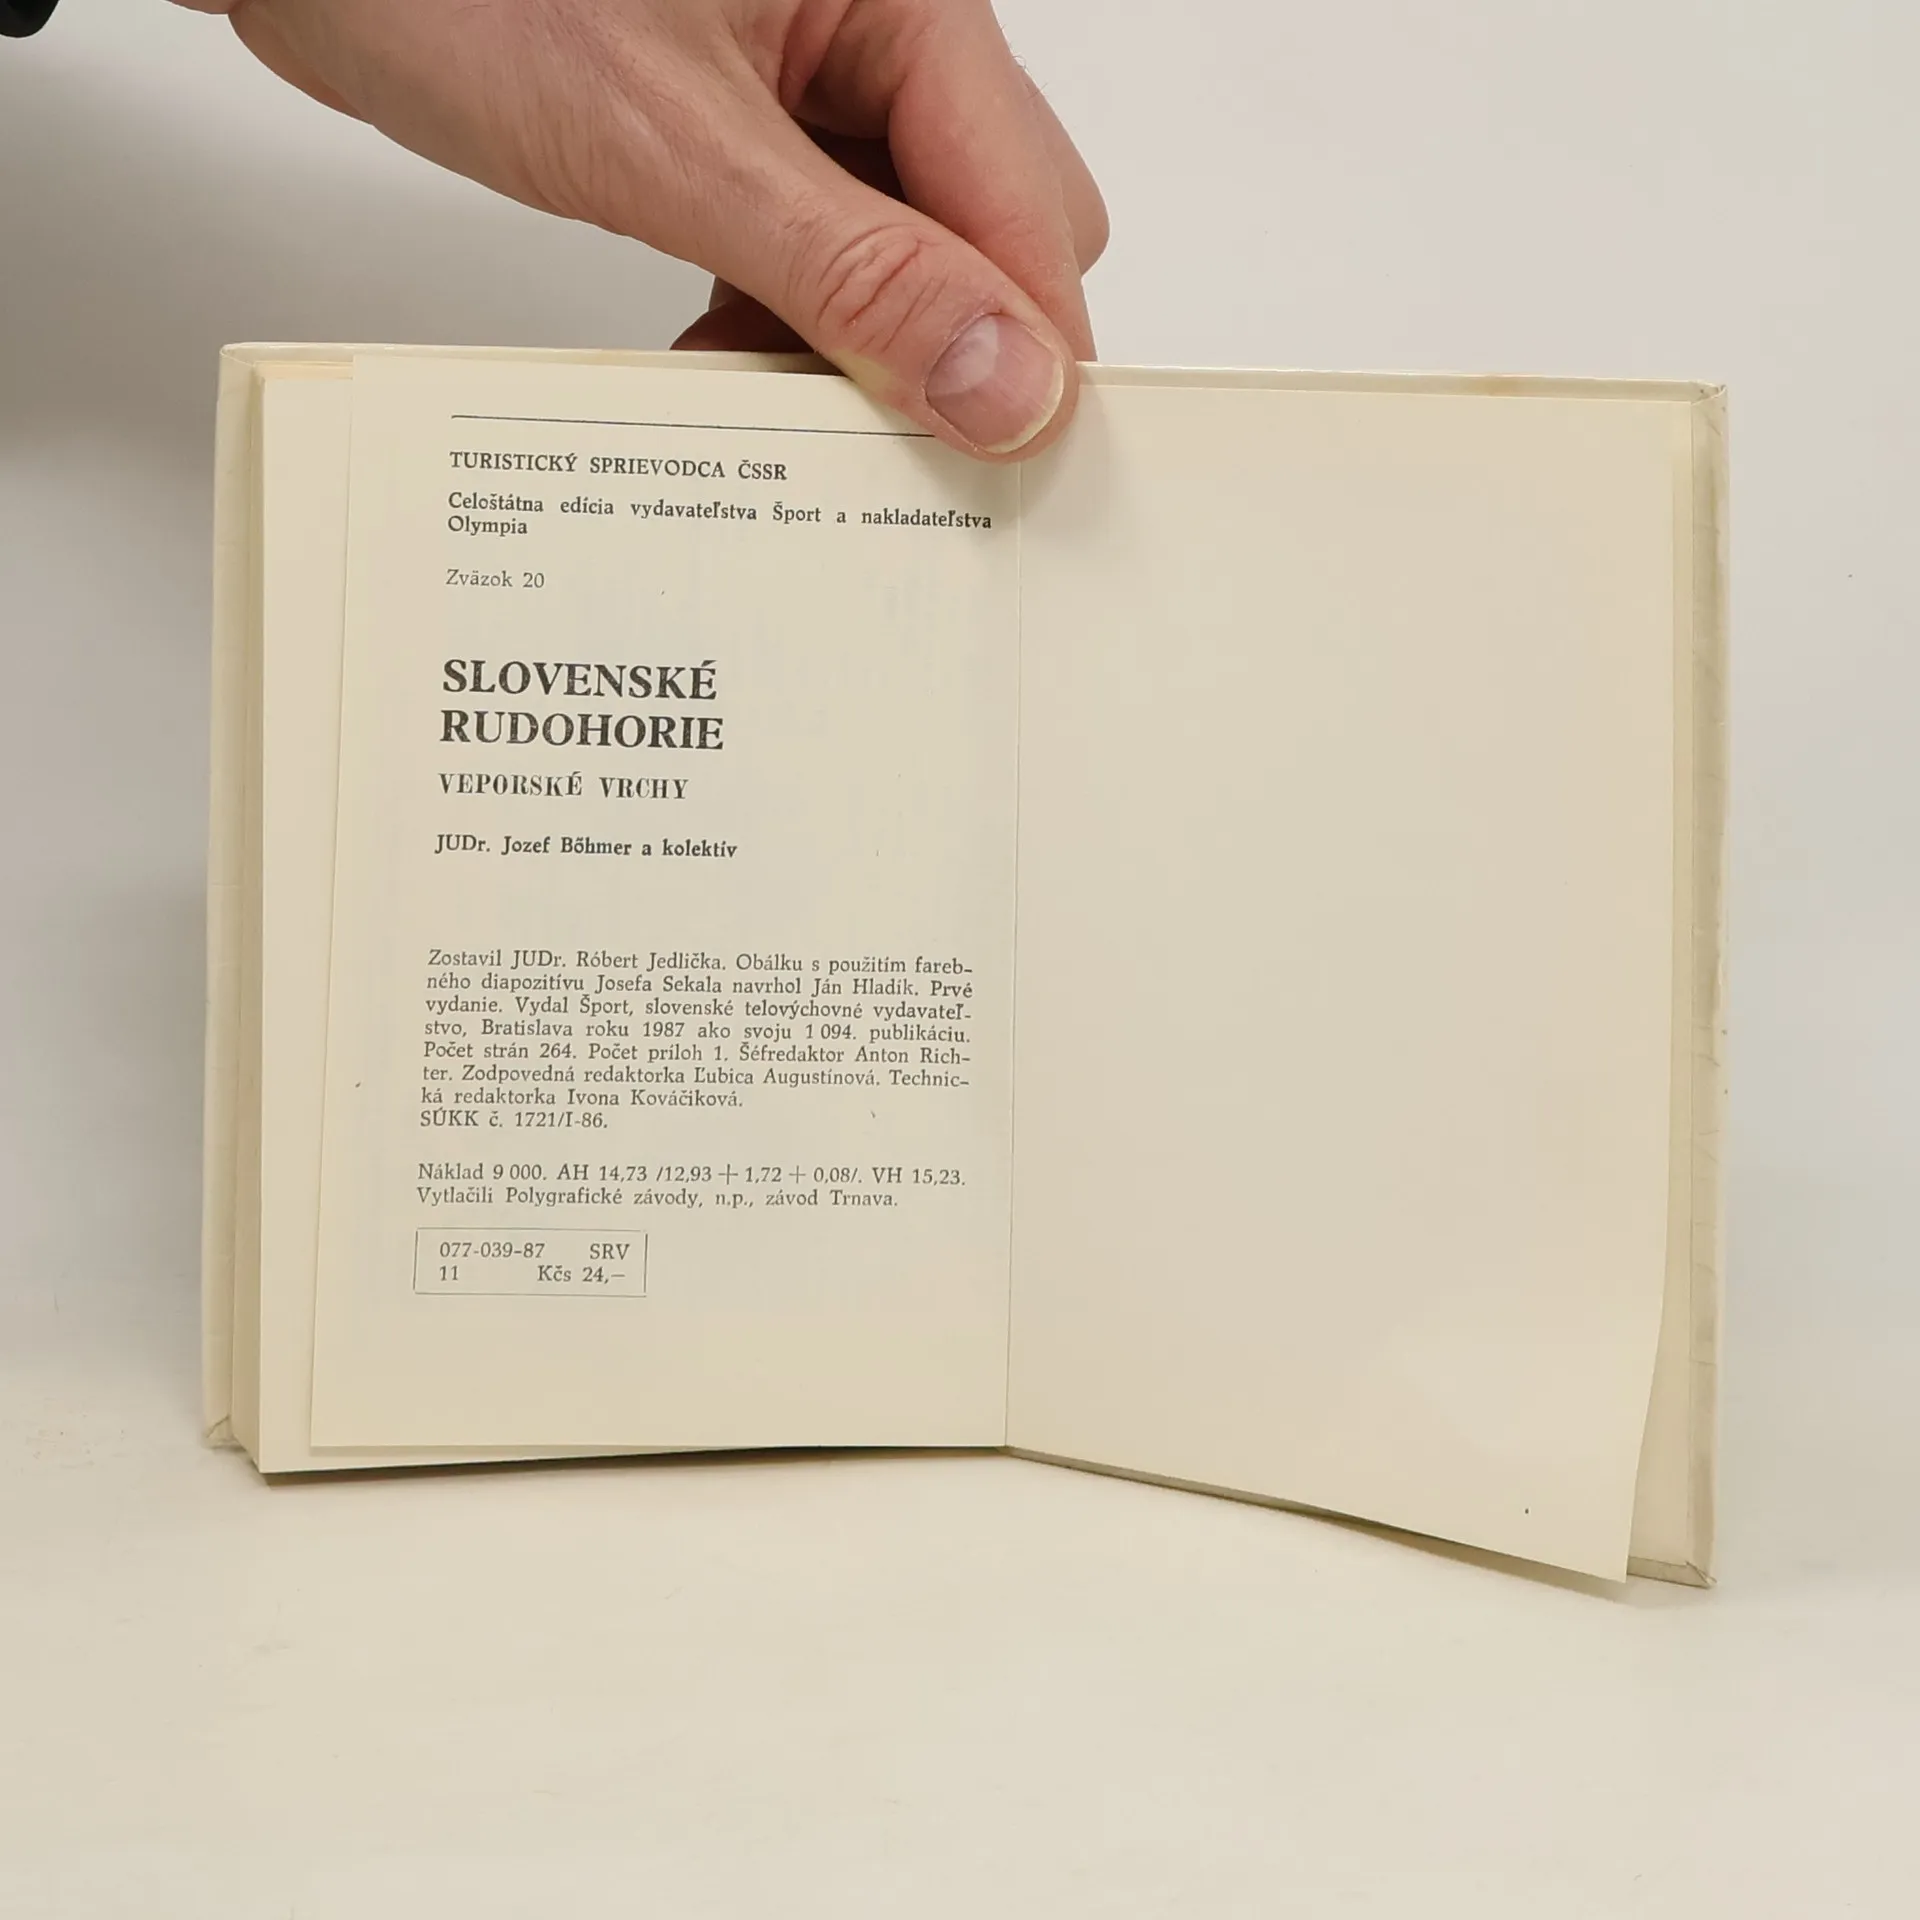 TURISTICKÝ SPRIEVODCA ČSSR
Celoštátna edícia vydavateľstva Šport a nakladateľstva
Olympia
Zväzok 20
SLOVENSKÉ
RUDOHORIE
VEPORSKÉ VRCHY
JUDr. Jozef Böhmer a kolektív
Zostavil JUDr. Róbert Jedlička. Obálku s použitím fareb-
ného diapozitívu Josefa Sekala navrhol Ján Hladík. Prvé
vydanie. Vydal Šport, slovenské telovýchovné vydavateľ-
stvo, Bratislava roku 1987 ako svoju 1 094. publikáciu.
Počet strán 264. Počet príloh 1. Šéfredaktor Anton Rich-
ter. Zodpovedná redaktorka Ľubica Augustínová. Technic-
ká redaktorka Ivona Kováčiková.
SÚKK č. 1721/I-86.
Náklad 9 000. AH 14,73 /12,93 + 1,72 + 0,08/. VH 15,23.
Vytlačili Polygrafické závody, n.p., závod Trnava.
077-039-87 SRV
11 Kčs 24,—